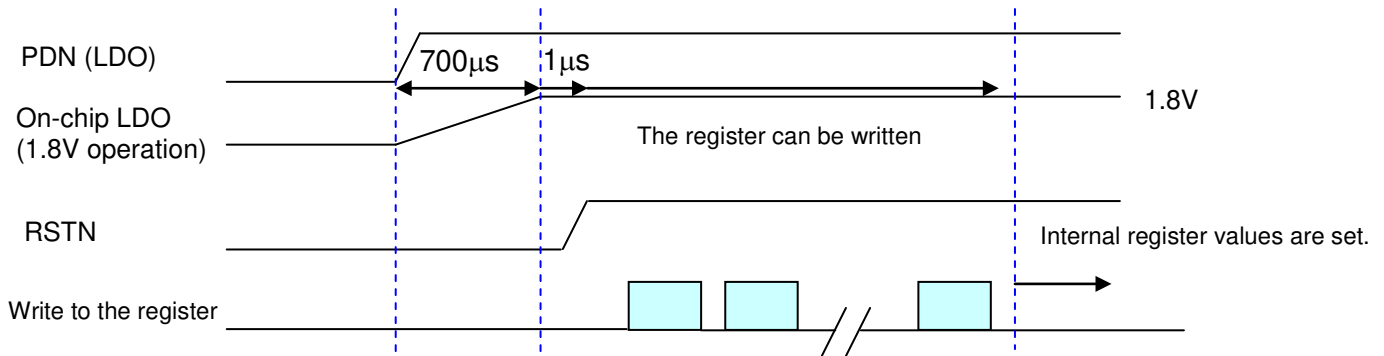 PDN (LDO)
700μs
1μs
On-chip LDO
(1.8V operation)
1.8V
The register can be written
RSTN
Internal register values are set.
Write to the register